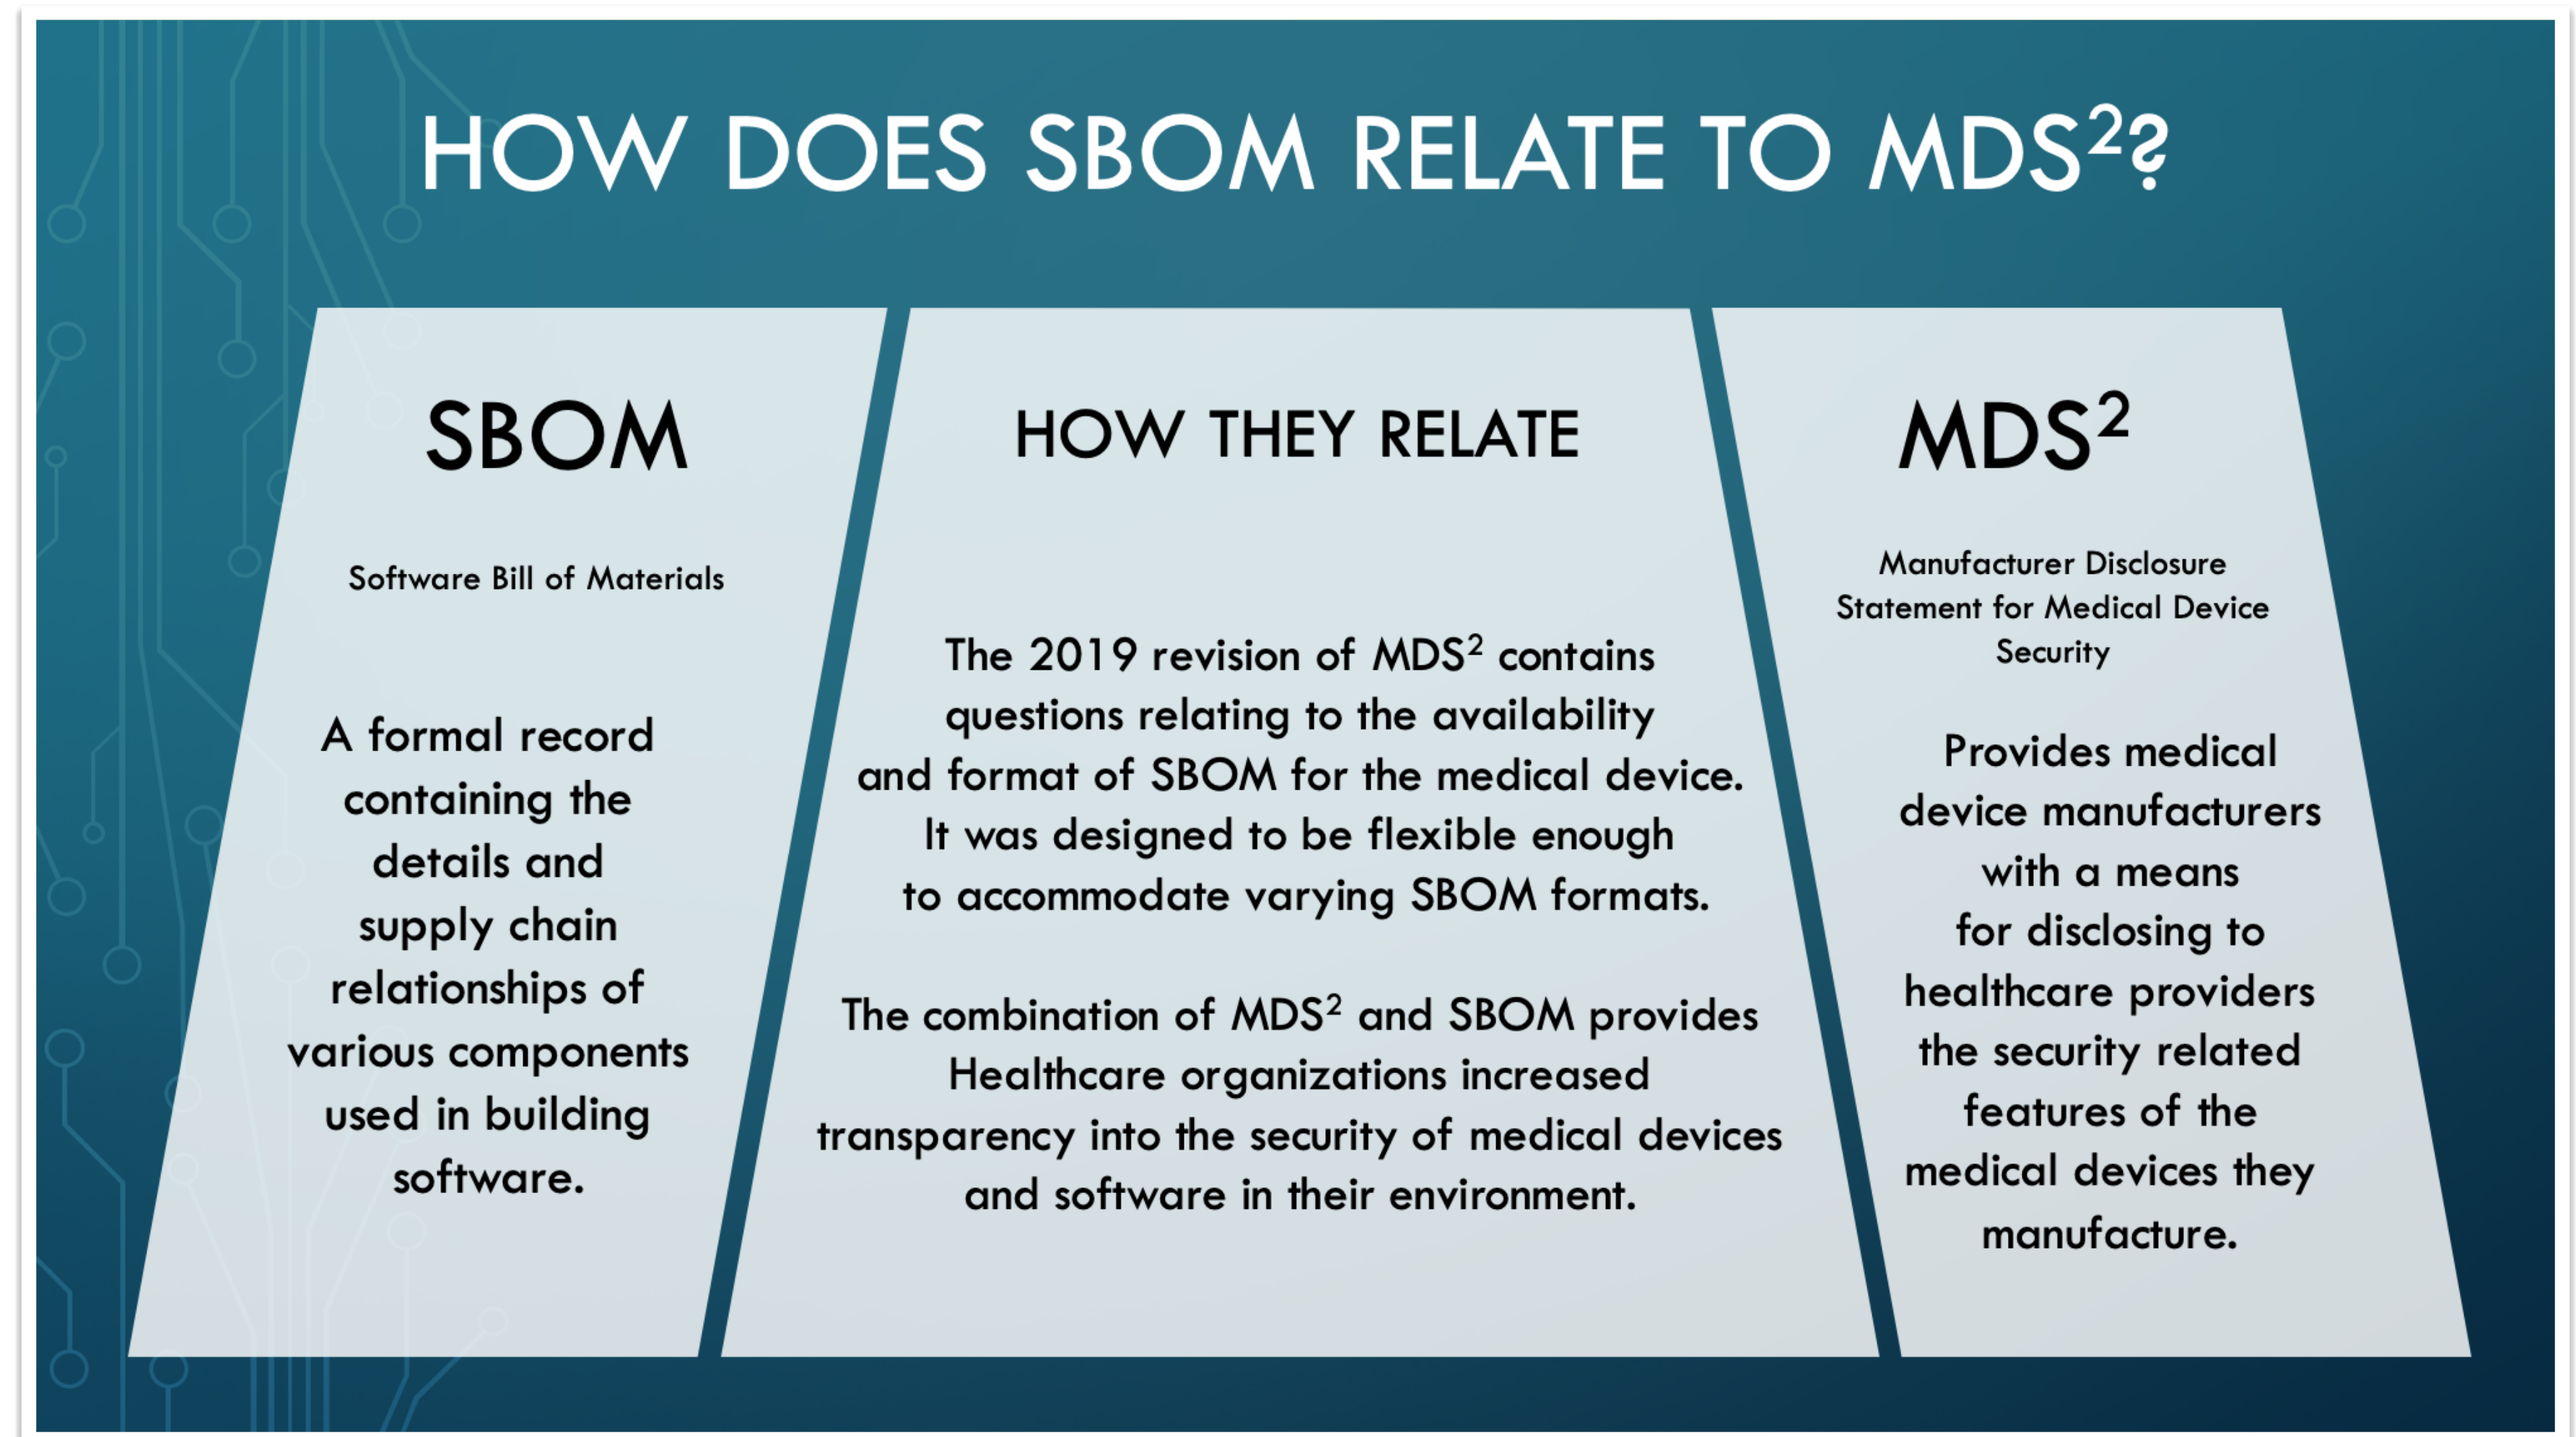 HOW DOES SBOM RELATE TO MDS²?
SBOM
Software Bill of Materials
A formal record
containing the
details and
supply chain
relationships of
various components
used in building
software.
HOW THEY RELATE
The 2019 revision of MDS² contains
questions relating to the availability
and format of SBOM for the medical device.
It was designed to be flexible enough
to accommodate varying SBOM formats.
The combination of MDS² and SBOM provides
Healthcare organizations increased
transparency into the security of medical devices
and software in their environment.
MDS²
Manufacturer Disclosure
Statement for Medical Device
Security
Provides medical
device manufacturers
with a means
for disclosing to
healthcare providers
the security related
features of the
medical devices they
manufacture.